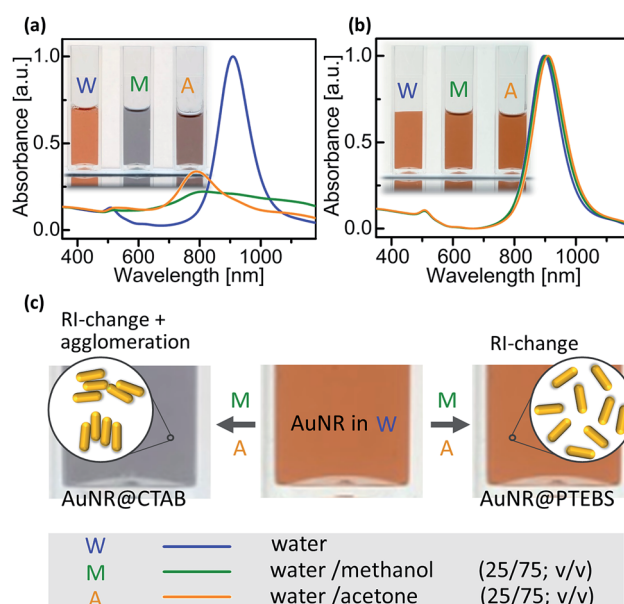 (a)
(b)
W M A
W M A
Absorbance [a.u.]
1.0
0.5
0.0
400 600 800 1000
Wavelength [nm]
Absorbance [a.u.]
1.0
0.5
0.0
400 600 800 1000
Wavelength [nm]
(c)
RI-change +
agglomeration
RI-change
M
A
AuNR in W
M
A
AuNR@CTAB
AuNR@PTEBS
W water
M water /methanol (25/75; v/v)
A water /acetone (25/75; v/v)